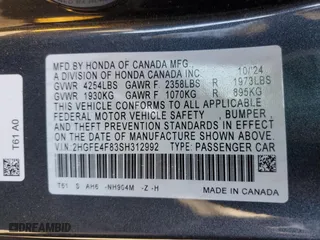 MFD BY HONDA OF CANADA MFG.,
A DIVISION OF HONDA CANADA INC. 10/'24
GVWR 4254LBS GAWR F 2358LBS R 1973LBS
GVWR 1930KG GAWR F 1070KG R 895KG
THIS VEHICLE CONFORMS TO ALL APPLICABLE
FEDERAL MOTOR VEHICLE SAFETY, BUMPER
AND THEFT PREVENTION STANDARDS IN EFFECT
ON THE DATE OF MANUFACTURE SHOWN ABOVE.
V.I.N: 2HGFE4F83SH312992 TYPE: PASSENGER CAR
T61 S AH6 -NH904M -Z -H
MADE IN CANADA
T61 A0
© DREAMBID